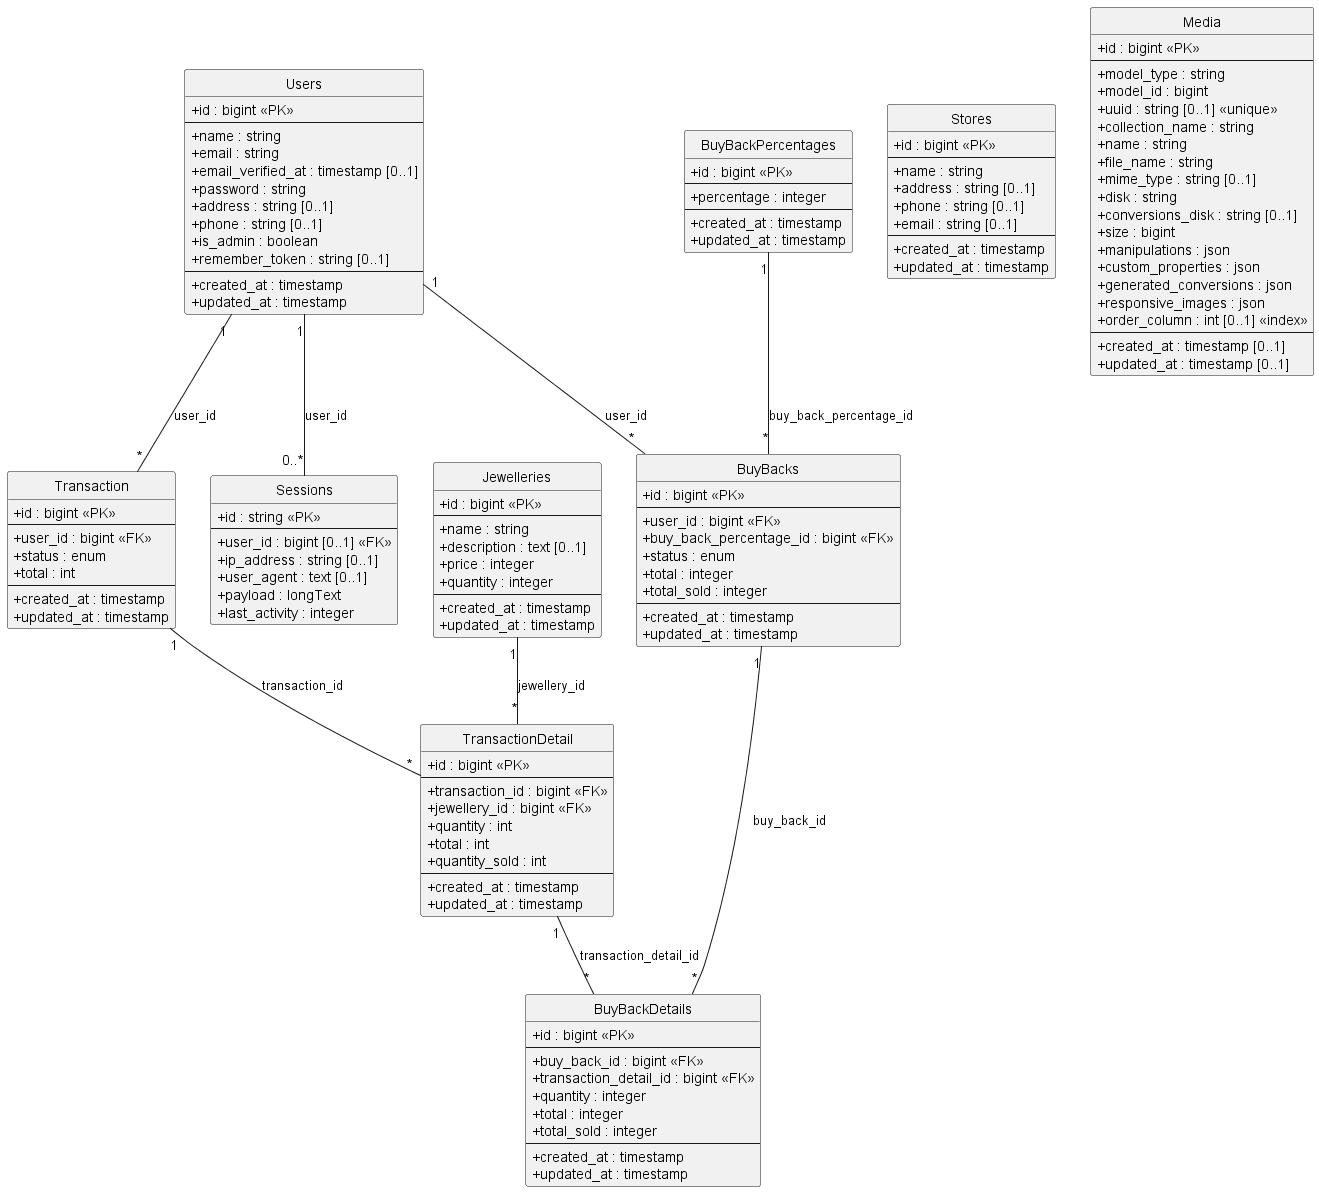 Users
+id : bigint «PK»
+name : string
+email : string
+email_verified_at : timestamp [0..1]
+password : string
+address : string [0..1]
+phone : string [0..1]
+is_admin : boolean
+remember_token : string [0..1]
+created_at : timestamp
+updated_at : timestamp
BuyBackPercentages
+id : bigint «PK»
+percentage : integer
+created_at : timestamp
+updated_at : timestamp
Stores
+id : bigint «PK»
+name : string
+address : string [0..1]
+phone : string [0..1]
+email : string [0..1]
+created_at : timestamp
+updated_at : timestamp
Media
+id : bigint «PK»
+model_type : string
+model_id : bigint
+uuid : string [0..1] «unique»
+collection_name : string
+name : string
+file_name : string
+mime_type : string [0..1]
+disk : string
+conversions_disk : string [0..1]
+size : bigint
+manipulations : json
+custom_properties : json
+generated_conversions : json
+responsive_images : json
+order_column : int [0..1] «index»
+created_at : timestamp [0..1]
+updated_at : timestamp [0..1]
1
user_id
*
1
user_id
0..*
1
user_id
*
1
buy_back_percentage_id
*
Transaction
+id : bigint «PK»
+user_id : bigint «FK»
+status : enum
+total : int
+created_at : timestamp
+updated_at : timestamp
Sessions
+id : string «PK»
+user_id : bigint [0..1] «FK»
+ip_address : string [0..1]
+user_agent : text [0..1]
+payload : longText
+last_activity : integer
Jewelleries
+id : bigint «PK»
+name : string
+description : text [0..1]
+price : integer
+quantity : integer
+created_at : timestamp
+updated_at : timestamp
BuyBacks
+id : bigint «PK»
+user_id : bigint «FK»
+buy_back_percentage_id : bigint «FK»
+status : enum
+total : integer
+total_sold : integer
+created_at : timestamp
+updated_at : timestamp
1
transaction_id
*
1
jewellery_id
*
1
buy_back_id
*
TransactionDetail
+id : bigint «PK»
+transaction_id : bigint «FK»
+jewellery_id : bigint «FK»
+quantity : int
+total : int
+quantity_sold : int
+created_at : timestamp
+updated_at : timestamp
1
transaction_detail_id
*
BuyBackDetails
+id : bigint «PK»
+buy_back_id : bigint «FK»
+transaction_detail_id : bigint «FK»
+quantity : integer
+total : integer
+total_sold : integer
+created_at : timestamp
+updated_at : timestamp